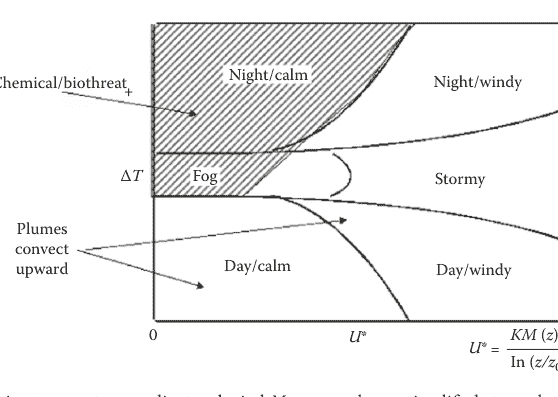 Night/calm
Night/windy
Chemical/biothreat
+
ΔT
Fog
Stormy
Plumes
convect
upward
Day/calm
Day/windy
0
U*
U* =
KM (z)
In (z/z0